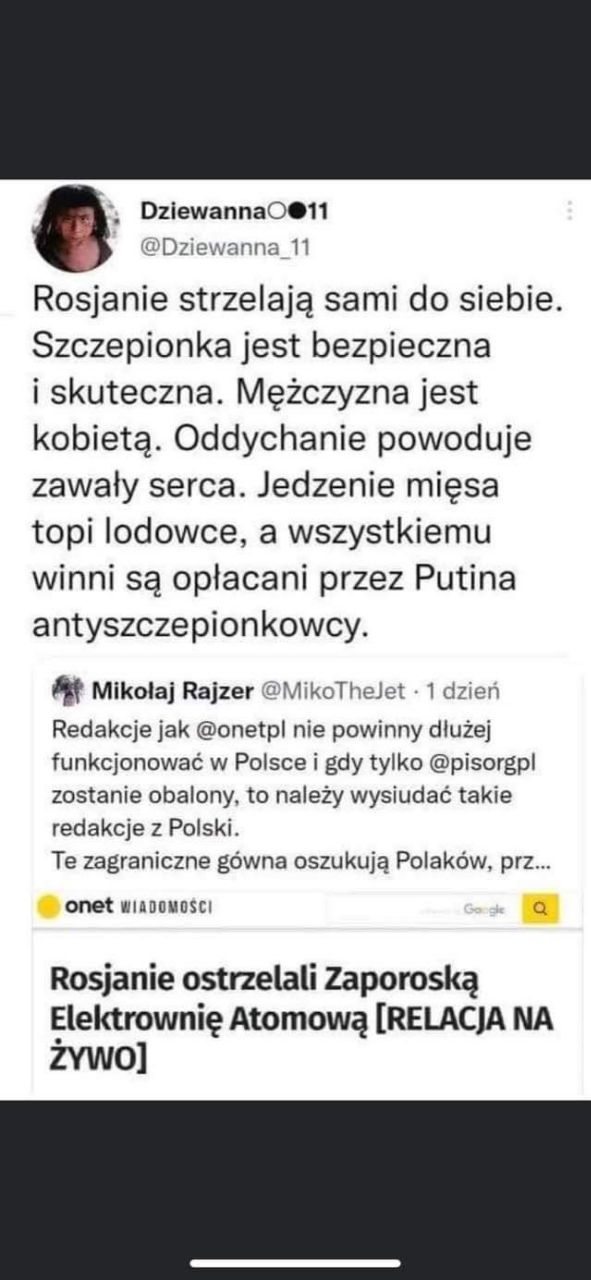 Dziewanna○●11
@Dziewanna_11
Rosjanie strzelają sami do siebie.
Szczepionka jest bezpieczna
i skuteczna. Mężczyzna jest
kobietą. Oddychanie powoduje
zawały serca. Jedzenie mięsa
topi lodowce, a wszystkiemu
winni są opłacani przez Putina
antyszczepionkowcy.
Mikołaj Rajzer @MikoTheJet · 1 dzień
Redakcje jak @onetpl nie powinny dłużej
funkcjonować w Polsce i gdy tylko @pisorgpl
zostanie obalony, to należy wysiudać takie
redakcje z Polski.
Te zagraniczne gówna oszukują Polaków, prz...
onet WIADOMOŚCI
Google
Rosjanie ostrzelali Zaporoską
Elektrownię Atomową [RELACJA NA
ŻYWO]